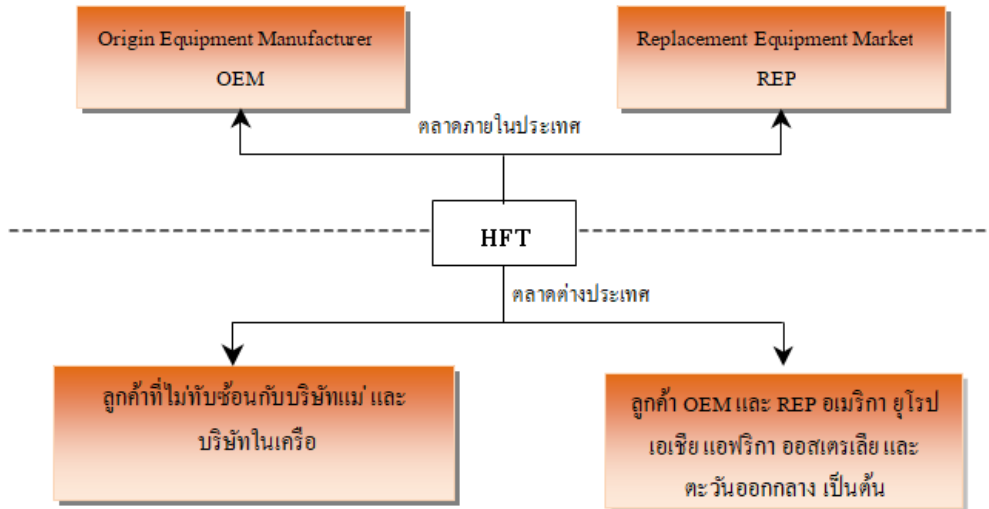 Origin Equipment Manufacturer
OEM
Replacement Equipment Market
REP
ตลาดภายในประเทศ
HFT
ตลาดต่างประเทศ
ลูกค้าที่ไม่ทับซ้อนกับบริษัทแม่ และ
บริษัทในเครือ
ลูกค้า OEM และ REP อเมริกา ยุโรป
เอเชีย แอฟริกา ออสเตรเลีย และ
ตะวันออกกลาง เป็นต้น